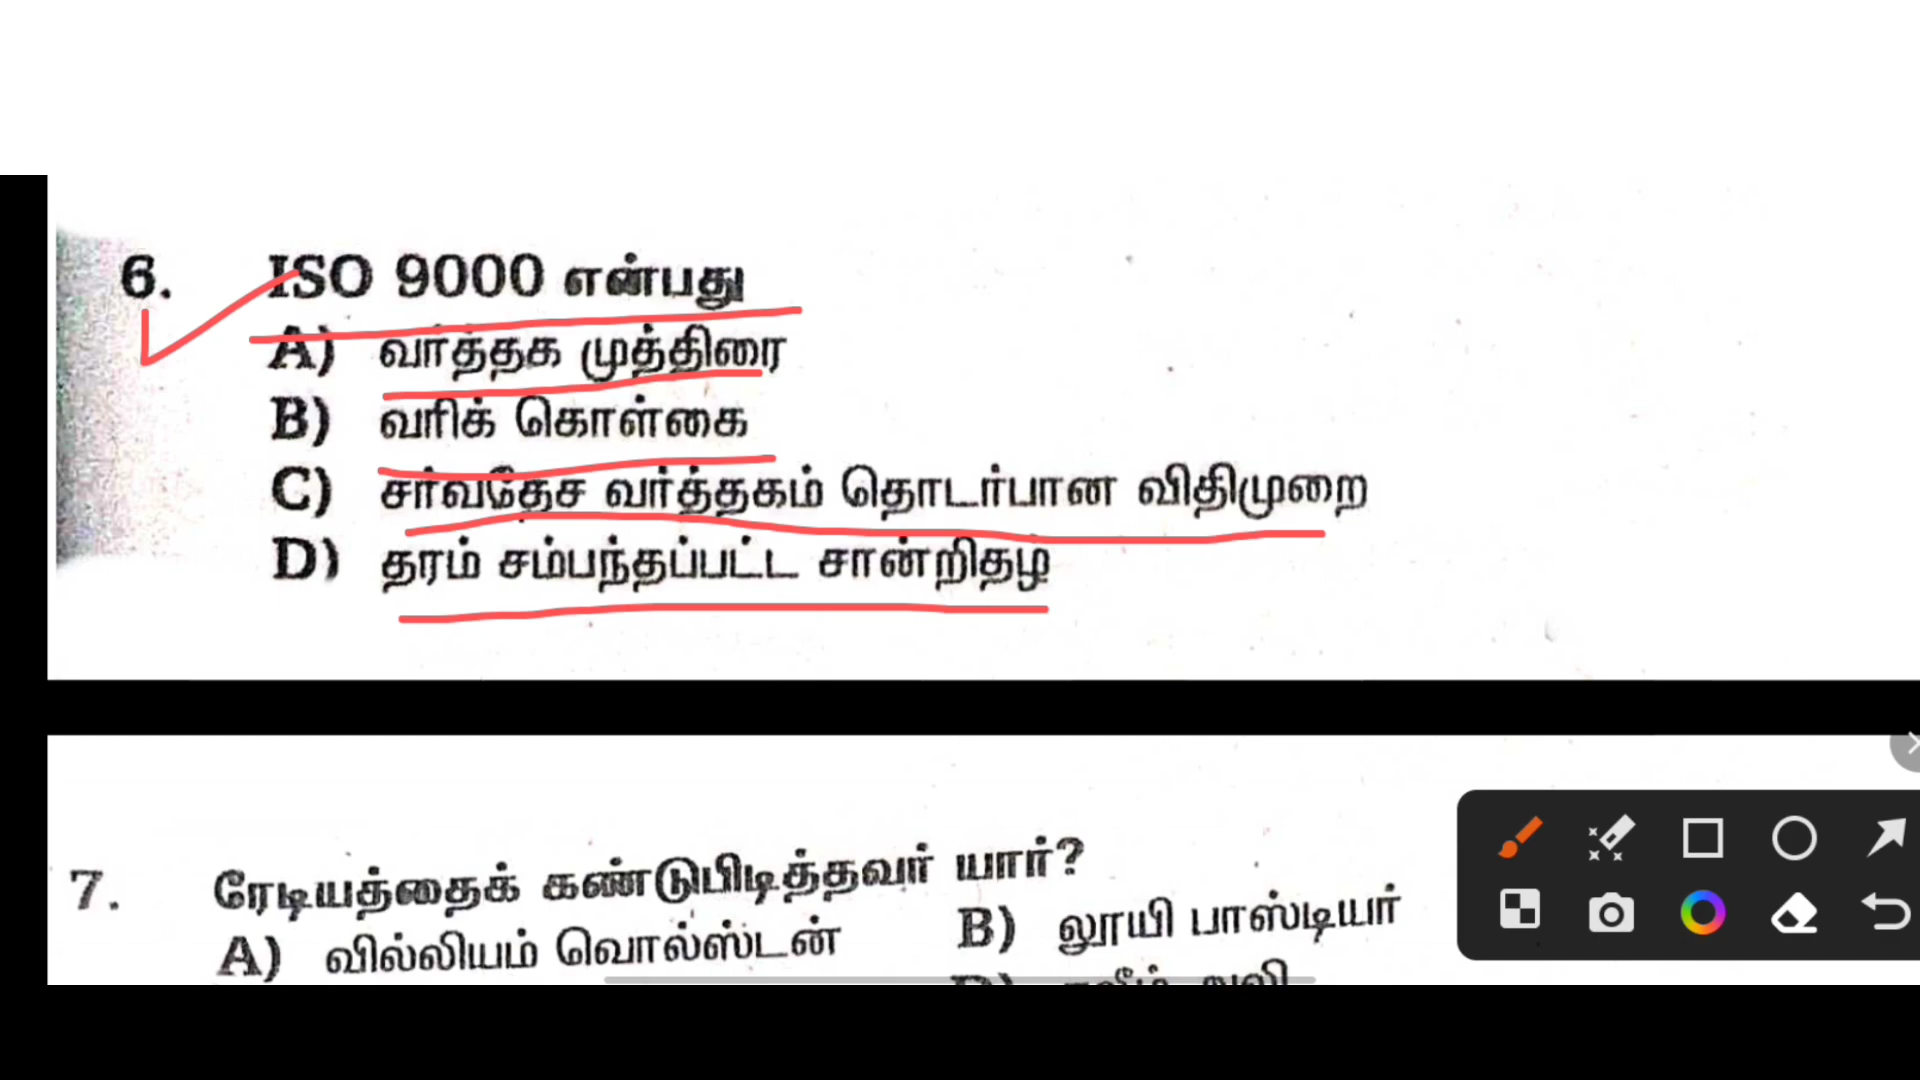 6. ISO 9000 என்பது
A) வர்த்தக முத்திரை
B) வரிக் கொள்கை
C) சர்வதேச வர்த்தகம் தொடர்பான விதிமுறை
D) தரம் சம்பந்தப்பட்ட சான்றிதழ்
7. ரேடியத்தைக் கண்டுபிடித்தவர் யார்?
A) வில்லியம் வொல்ஸ்டன் B) லூயி பாஸ்டியர்